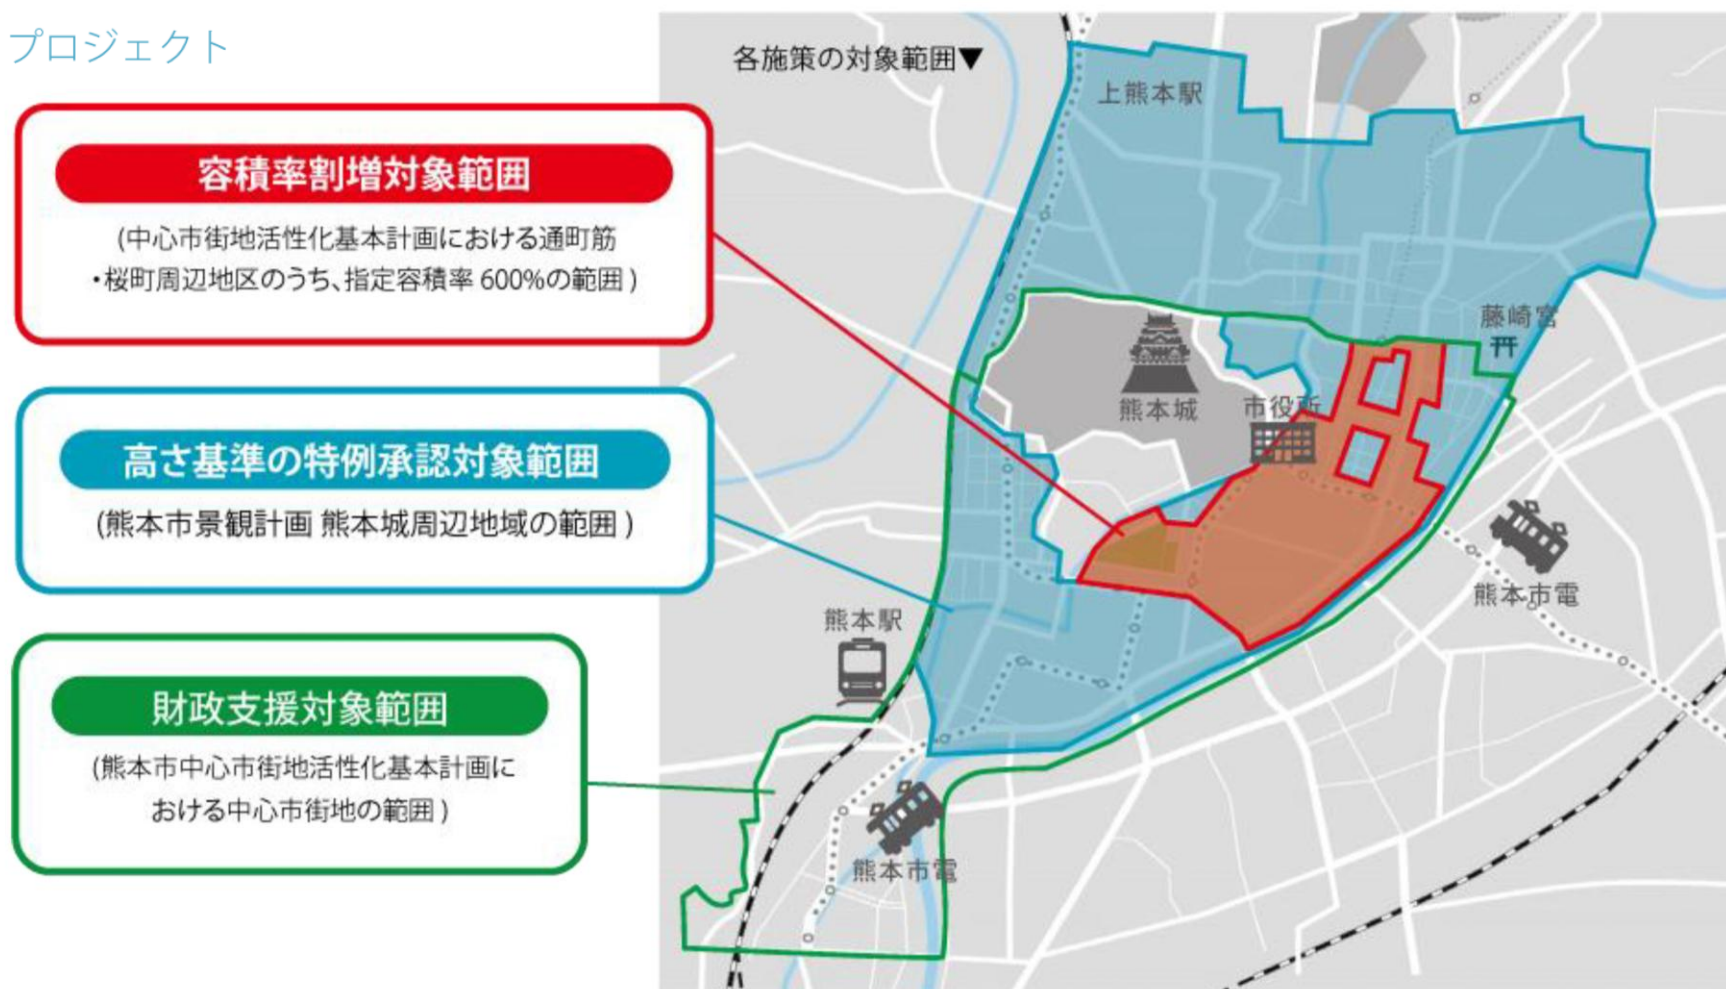 プロジェクト
各施策の対象範囲▼
容積率割増対象範囲
(中心市街地活性化基本計画における通町筋
・桜町周辺地区のうち、指定容積率 600%の範囲 )
高さ基準の特例承認対象範囲
(熊本市景観計画 熊本城周辺地域の範囲 )
財政支援対象範囲
(熊本市中心市街地活性化基本計画に
おける中心市街地の範囲 )
上熊本駅
藤崎宮
熊本城
市役所
熊本市電
熊本駅
熊本市電